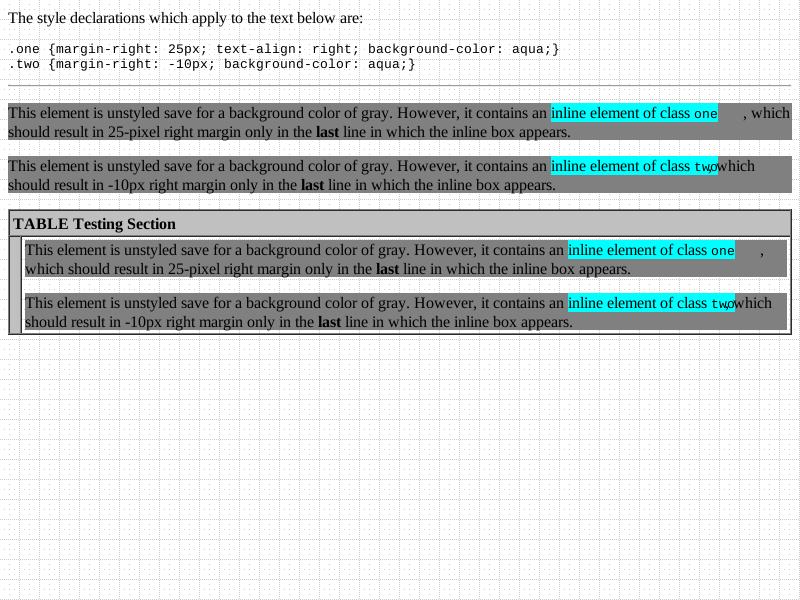 The style declarations which apply to the text below are:
.one {margin-right: 25px; text-align: right; background-color: aqua;}
.two {margin-right: -10px; background-color: aqua;}
This element is unstyled save for a background color of gray. However, it contains an inline element of class one, which
should result in 25-pixel right margin only in the last line in which the inline box appears.
This element is unstyled save for a background color of gray. However, it contains an inline element of class two, which
should result in -10px right margin only in the last line in which the inline box appears.
TABLE Testing Section
This element is unstyled save for a background color of gray. However, it contains an inline element of class one,
which should result in 25-pixel right margin only in the last line in which the inline box appears.
This element is unstyled save for a background color of gray. However, it contains an inline element of class two, which
should result in -10px right margin only in the last line in which the inline box appears.